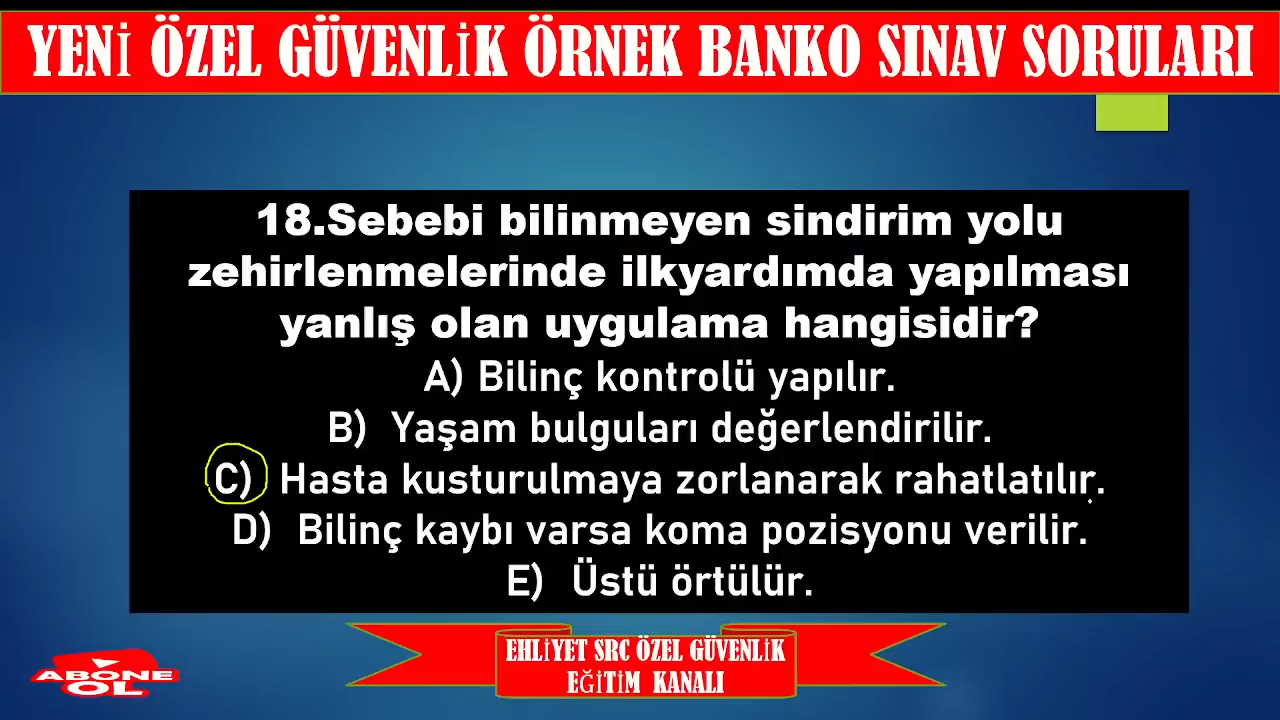 YENİ ÖZEL GÜVENLİK ÖRNEK BANKO SINAV SORULARI
18.Sebebi bilinmeyen sindirim yolu
zehirlenmelerinde ilkyardımda yapılması
yanlış olan uygulama hangisidir?
A) Bilinç kontrolü yapılır.
B) Yaşam bulguları değerlendirilir.
C) Hasta kusturulmaya zorlanarak rahatlatılır.
D) Bilinç kaybı varsa koma pozisyonu verilir.
E) Üstü örtülür.
EHLİYET SRC ÖZEL GÜVENLİK
EĞİTİM KANALI
ABONE
OL